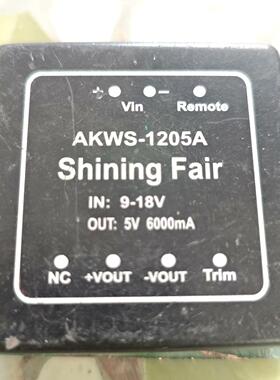 + Vin - Remote
AKWS-1205A
Shining Fair
IN: 9-18V
OUT: 5V 6000mA
NC +VOUT -VOUT Trim